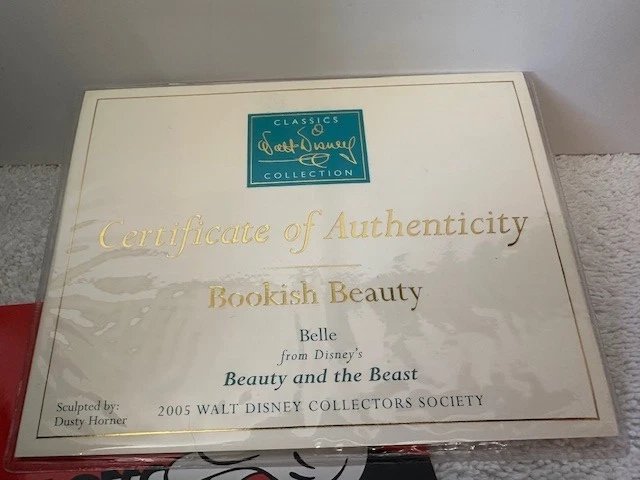 CLASSICS
Walt Disney
COLLECTION
Certificate of Authenticity
Bookish Beauty
Belle
from Disney's
Beauty and the Beast
Sculpted by:
Dusty Horner
2005 WALT DISNEY COLLECTORS SOCIETY